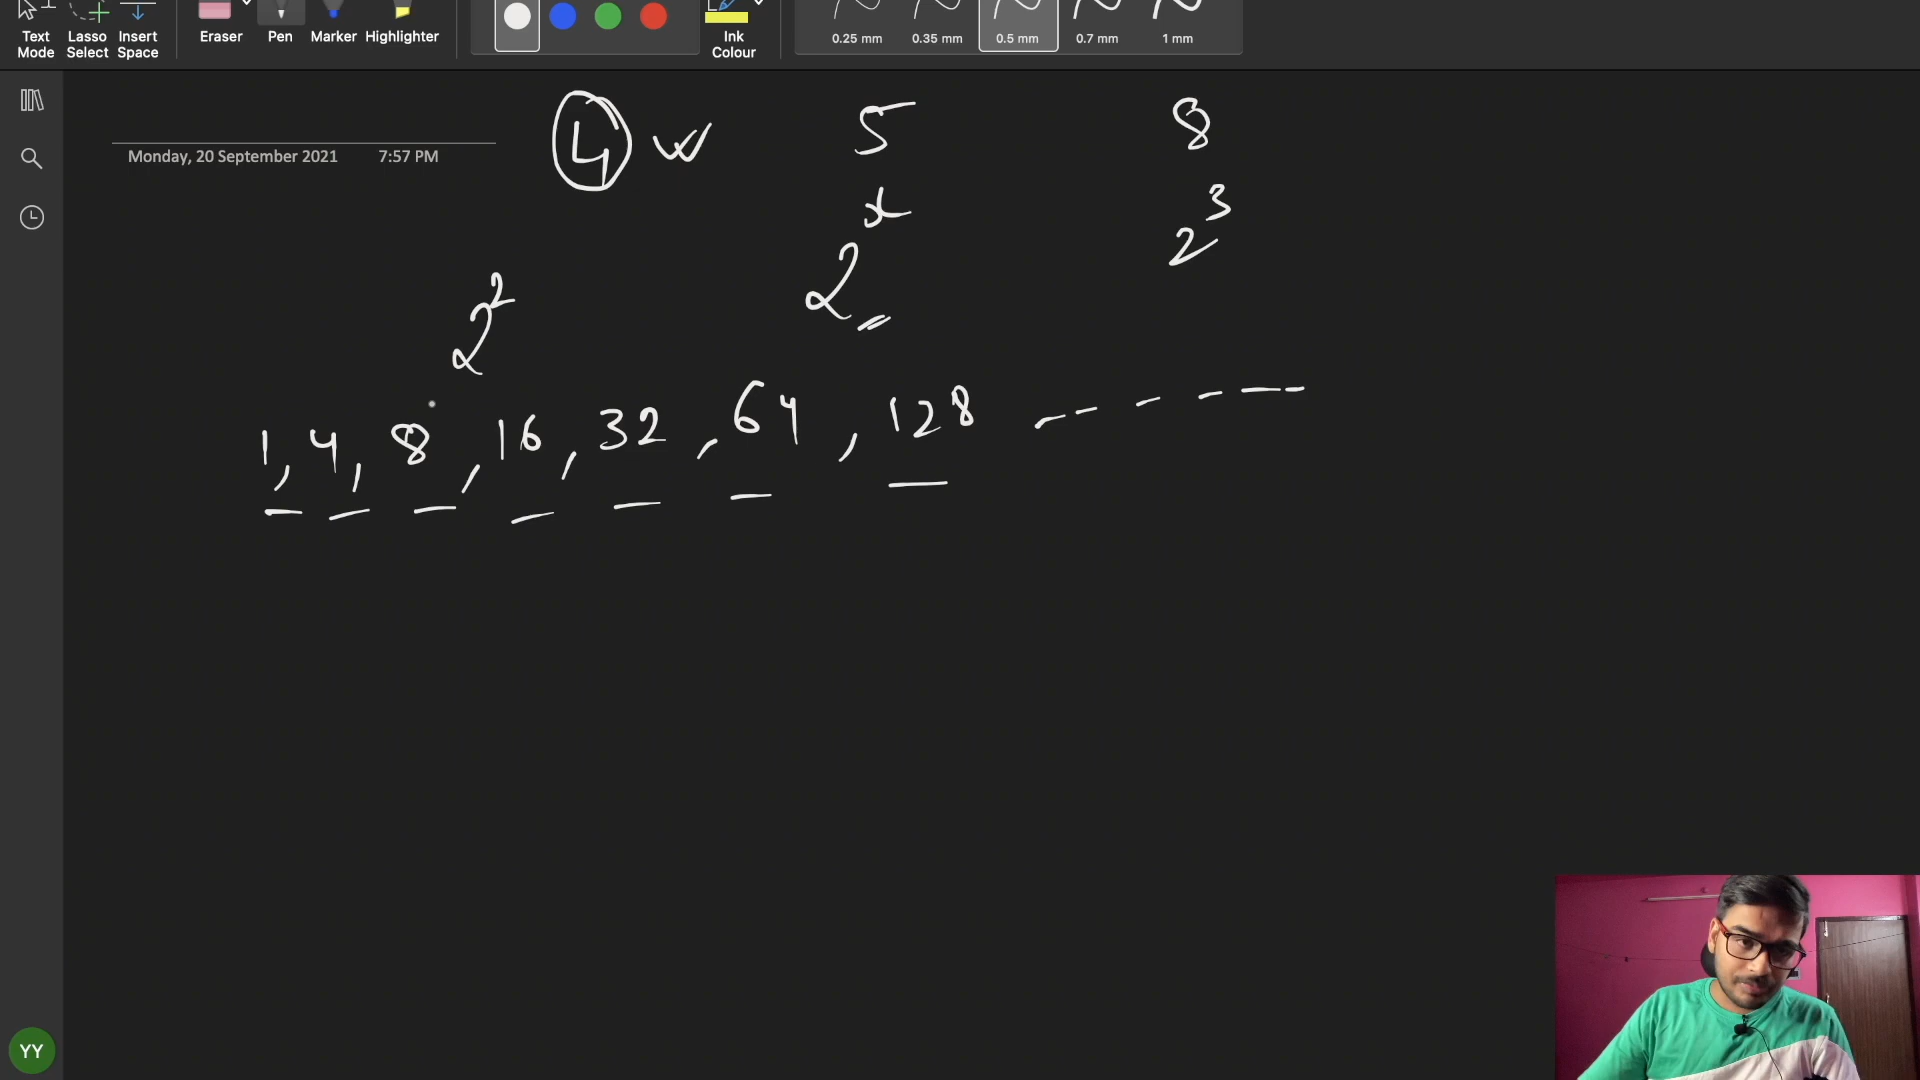 Text Mode
Lasso Select
Insert Space
Eraser
Pen
Marker
Highlighter
Ink Colour
0.25 mm
0.35 mm
0.5 mm
0.7 mm
1 mm
Monday, 20 September 2021 7:57 PM
4 5 8
2^x 2^3
2^2
1, 4, 8, 16, 32, 64, 128
YY